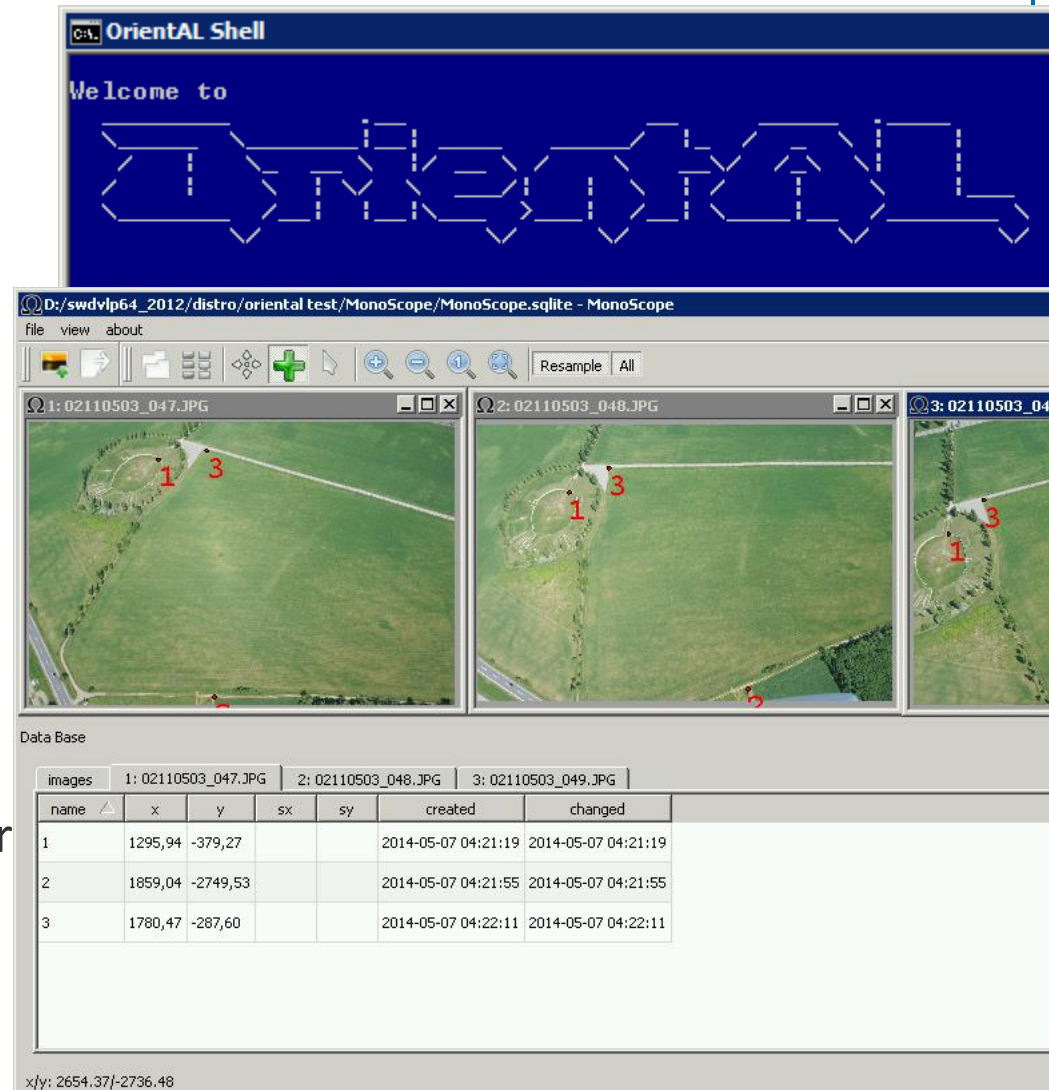 OrientAL Shell
Welcome to
OrientAL
D:/swdvlp64_2012/distro/oriental test/MonoScope/MonoScope.sqlite - MonoScope
file view about
Resample All
1: 02110503_047.JPG
2: 02110503_048.JPG
3: 02110503_04
1
3
1
3
2
1
3
Data Base
images 1: 02110503_047.JPG 2: 02110503_048.JPG 3: 02110503_049.JPG
name x y sx sy created changed
1 1295,94 -379,27 2014-05-07 04:21:19 2014-05-07 04:21:19
2 1859,04 -2749,53 2014-05-07 04:21:55 2014-05-07 04:21:55
r
3 1780,47 -287,60 2014-05-07 04:22:11 2014-05-07 04:22:11
x/y: 2654.37/-2736.48